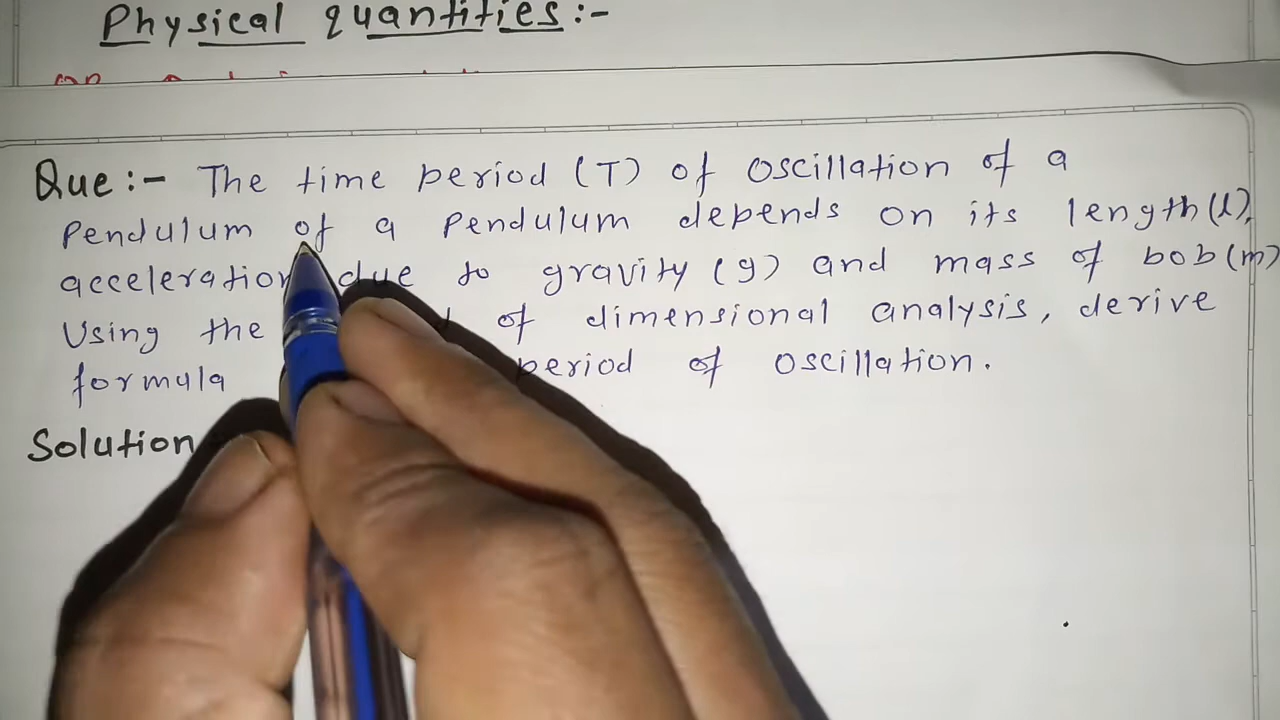 Physical quantities:-
Que:- The time period (T) of oscillation of a
Pendulum of a pendulum depends on its length(l),
acceleration due to gravity (g) and mass of bob(m)
Using the of dimensional analysis, derive
formula period of oscillation.
Solution